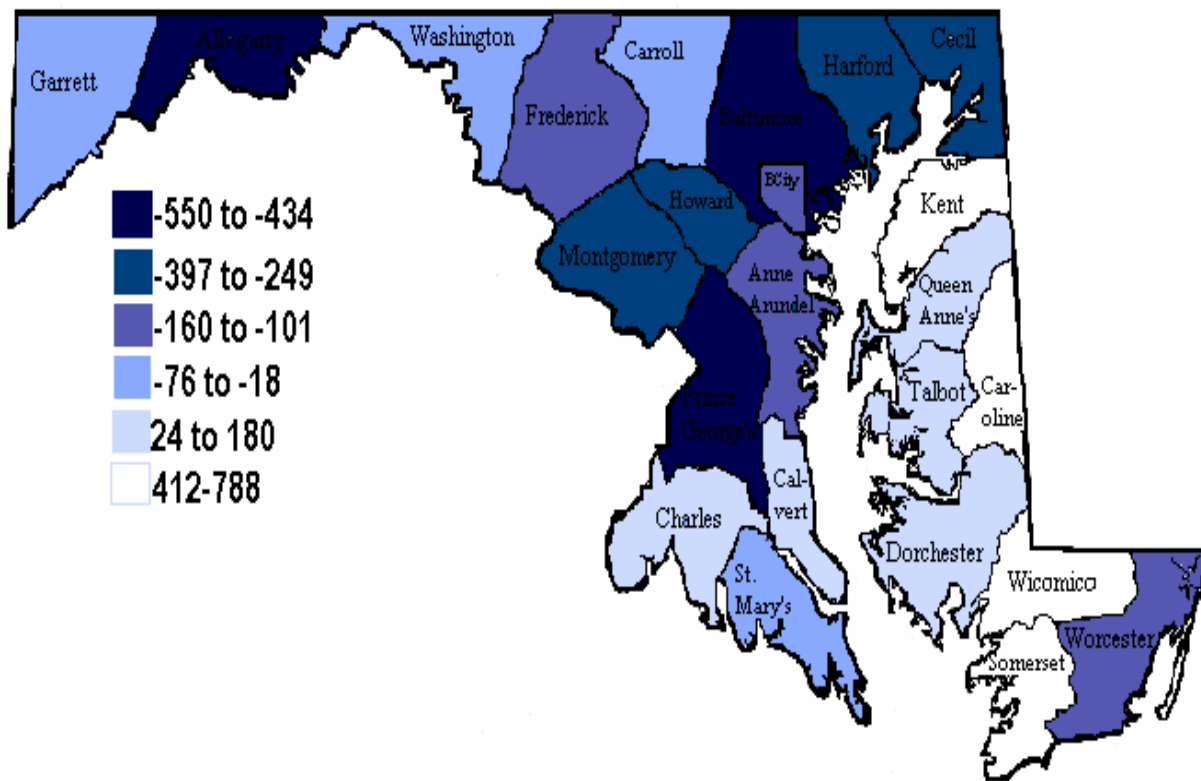 Garrett
Allegany
Washington
Frederick
Carroll
Baltimore
Harford
Cecil
BCity
Howard
Montgomery
Kent
Anne
Arundel
Queen
Anne's
Talbot
Car-
oline
Prince
George's
Cal-
vert
Charles
St.
Mary's
Dorchester
Wicomico
Worcester
Somerset
-550 to -434
-397 to -249
-160 to -101
-76 to -18
24 to 180
412-788